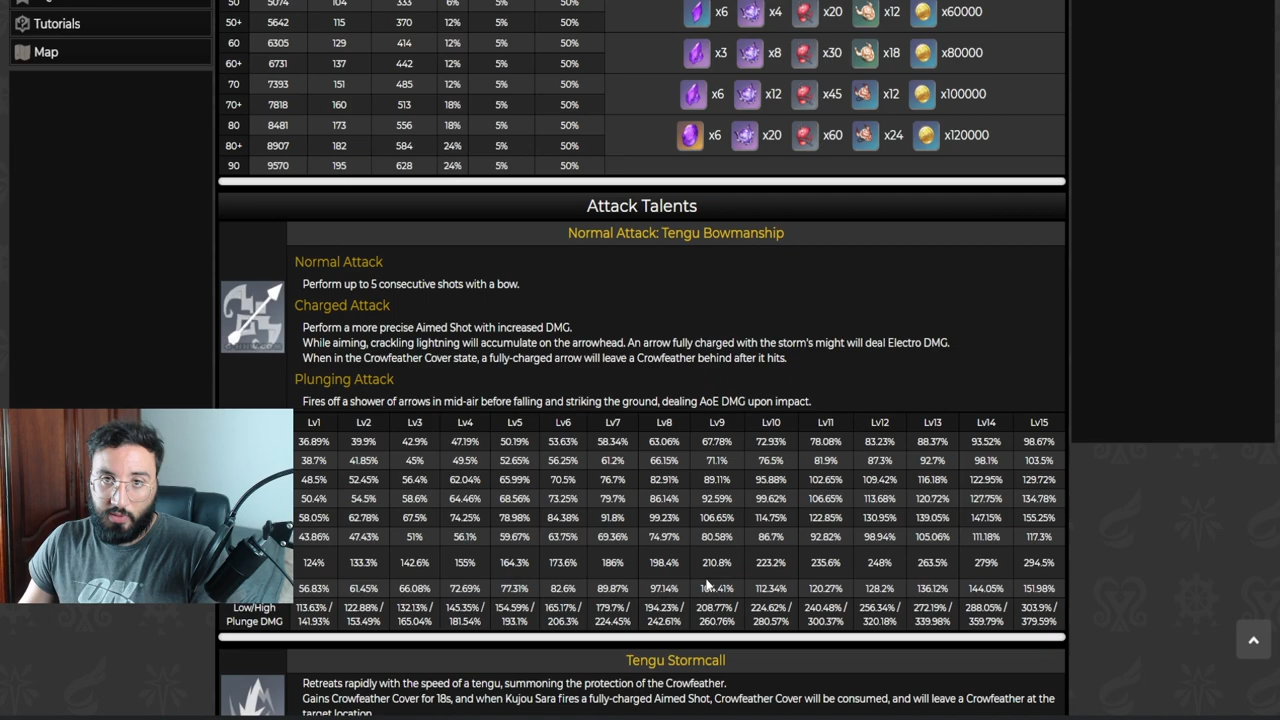 Tutorials
Map
50 5074 104 333 6% 5% 50%
50+ 5642 115 370 12% 5% 50%
60 6305 129 414 12% 5% 50%
60+ 6731 137 442 12% 5% 50%
70 7393 151 485 12% 5% 50%
70+ 7818 160 513 18% 5% 50%
80 8481 173 556 18% 5% 50%
80+ 8907 182 584 24% 5% 50%
90 9570 195 628 24% 5% 50%
x6 x4 x20 x12 x60000
x3 x8 x30 x18 x80000
x6 x12 x45 x12 x100000
x6 x20 x60 x24 x120000
Attack Talents
Normal Attack: Tengu Bowmanship
Normal Attack
Perform up to 5 consecutive shots with a bow.
Charged Attack
Perform a more precise Aimed Shot with increased DMG.
While aiming, crackling lightning will accumulate on the arrowhead. An arrow fully charged with the storm's might will deal Electro DMG.
When in the Crowfeather Cover state, a fully-charged arrow will leave a Crowfeather behind after it hits.
Plunging Attack
Fires off a shower of arrows in mid-air before falling and striking the ground, dealing AoE DMG upon impact.
Lv1 Lv2 Lv3 Lv4 Lv5 Lv6 Lv7 Lv8 Lv9 Lv10 Lv11 Lv12 Lv13 Lv14 Lv15
36.89% 39.9% 42.9% 47.19% 50.19% 53.63% 58.34% 63.06% 67.78% 72.93% 78.08% 83.23% 88.37% 93.52% 98.67%
38.7% 41.85% 45% 49.5% 52.65% 56.25% 61.2% 66.15% 71.1% 76.5% 81.9% 87.3% 92.7% 98.1% 103.5%
48.5% 52.45% 56.4% 62.04% 65.99% 70.5% 76.7% 82.91% 89.11% 95.88% 102.65% 109.42% 116.18% 122.95% 129.72%
50.4% 54.5% 58.6% 64.46% 68.56% 73.25% 79.7% 86.14% 92.59% 99.62% 106.65% 113.68% 120.72% 127.75% 134.78%
58.05% 62.78% 67.5% 74.25% 78.98% 84.38% 91.8% 99.23% 106.65% 114.75% 122.85% 130.95% 139.05% 147.15% 155.25%
43.86% 47.43% 51% 56.1% 59.67% 63.75% 69.36% 74.97% 80.58% 86.7% 92.82% 98.94% 105.06% 111.18% 117.3%
124% 133.3% 142.6% 155% 164.3% 173.6% 186% 198.4% 210.8% 223.2% 235.6% 248% 263.5% 279% 294.5%
56.83% 61.45% 66.08% 72.69% 77.31% 82.6% 89.87% 97.14% 112.34% 120.27% 128.2% 136.12% 144.05% 151.98%
Low/High 113.63% / 122.88% / 132.13% / 145.35% / 154.59% / 165.17% / 179.7% / 194.23% / 208.77% / 224.62% / 240.48% / 256.34% / 272.19% / 288.05% / 303.9% /
Plunge DMG 141.93% 153.49% 165.04% 181.54% 193.1% 206.3% 224.45% 242.61% 260.76% 280.57% 300.37% 320.18% 339.98% 359.79% 379.59%
Tengu Stormcall
Retreats rapidly with the speed of a tengu, summoning the protection of the Crowfeather.
Gains Crowfeather Cover for 18s, and when Kujou Sara fires a fully-charged Aimed Shot, Crowfeather Cover will be consumed, and will leave a Crowfeather at the
target location.